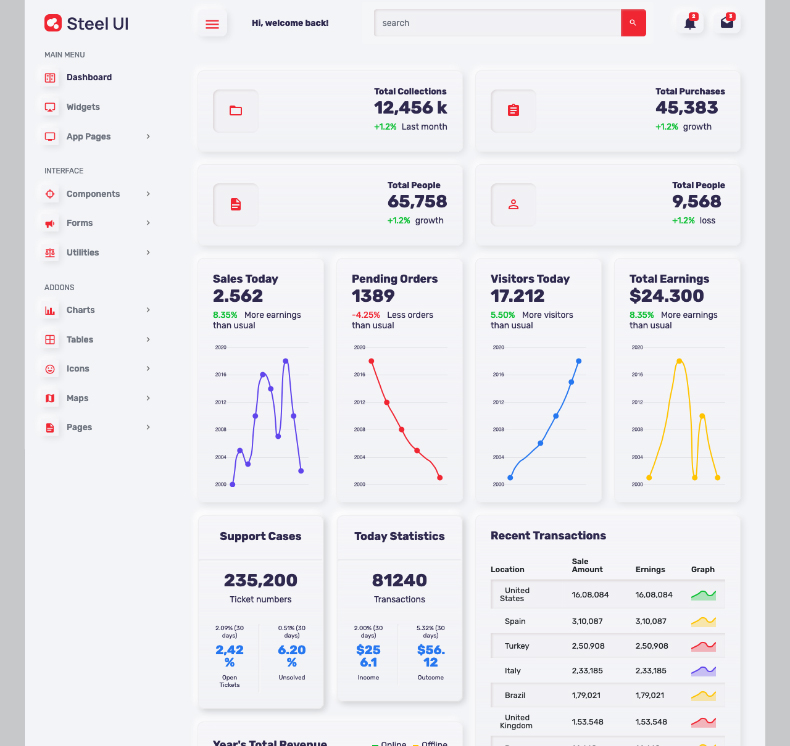 Steel UI
Hi, welcome back!
search
3
3
MAIN MENU
Dashboard
Widgets
App Pages
INTERFACE
Components
Forms
Utilities
ADDONS
Charts
Tables
Icons
Maps
Pages
Total Collections
12,456 k
+1.2% Last month
Total Purchases
45,383
+1.2% growth
Total People
65,758
+1.2% growth
Total People
9,568
+1.2% loss
Sales Today
2.562
8.35% More earnings
than usual
2020
2016
2012
2008
2004
2000
Pending Orders
1389
-4.25% Less orders
than usual
2020
2016
2012
2008
2004
2000
Visitors Today
17.212
5.50% More visitors
than usual
2020
2016
2012
2008
2004
2000
Total Earnings
$24.300
8.35% More earnings
than usual
2020
2016
2012
2008
2004
2000
Support Cases
235,200
Ticket numbers
2.09% (30
days)
2,42
%
Open
Tickets
0.51% (30
days)
6.20
%
Unsolved
Today Statistics
81240
Transactions
2.00% (30
days)
$25
6.1
Income
5.32% (30
days)
$56.
12
Outcome
Recent Transactions
Location Sale Amount Ernings Graph
United States 16,08,084 16,08,084
Spain 3,10,087 3,10,087
Turkey 2,50,908 2,50,908
Italy 2,33,185 2,33,185
Brazil 1,79,021 1,79,021
United Kingdom 1.53.548 1,53,548
Year's Total Revenue
Online Offline